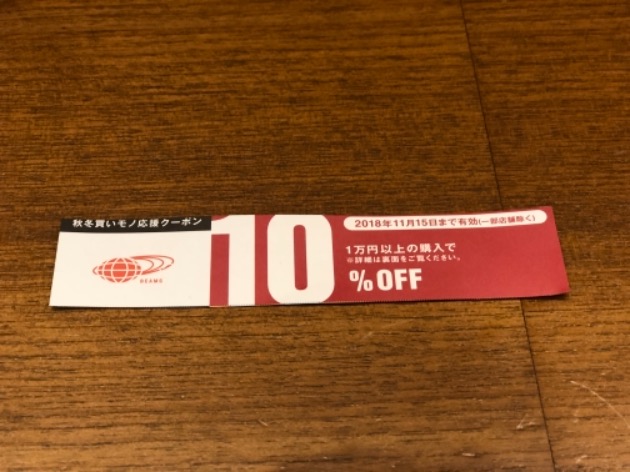 秋冬買いモノ応援クーポン
BEAMS
10
2018年11月15日まで有効(一部店舗除く)
1万円以上の購入で
※詳細は裏面をご覧ください。
%OFF